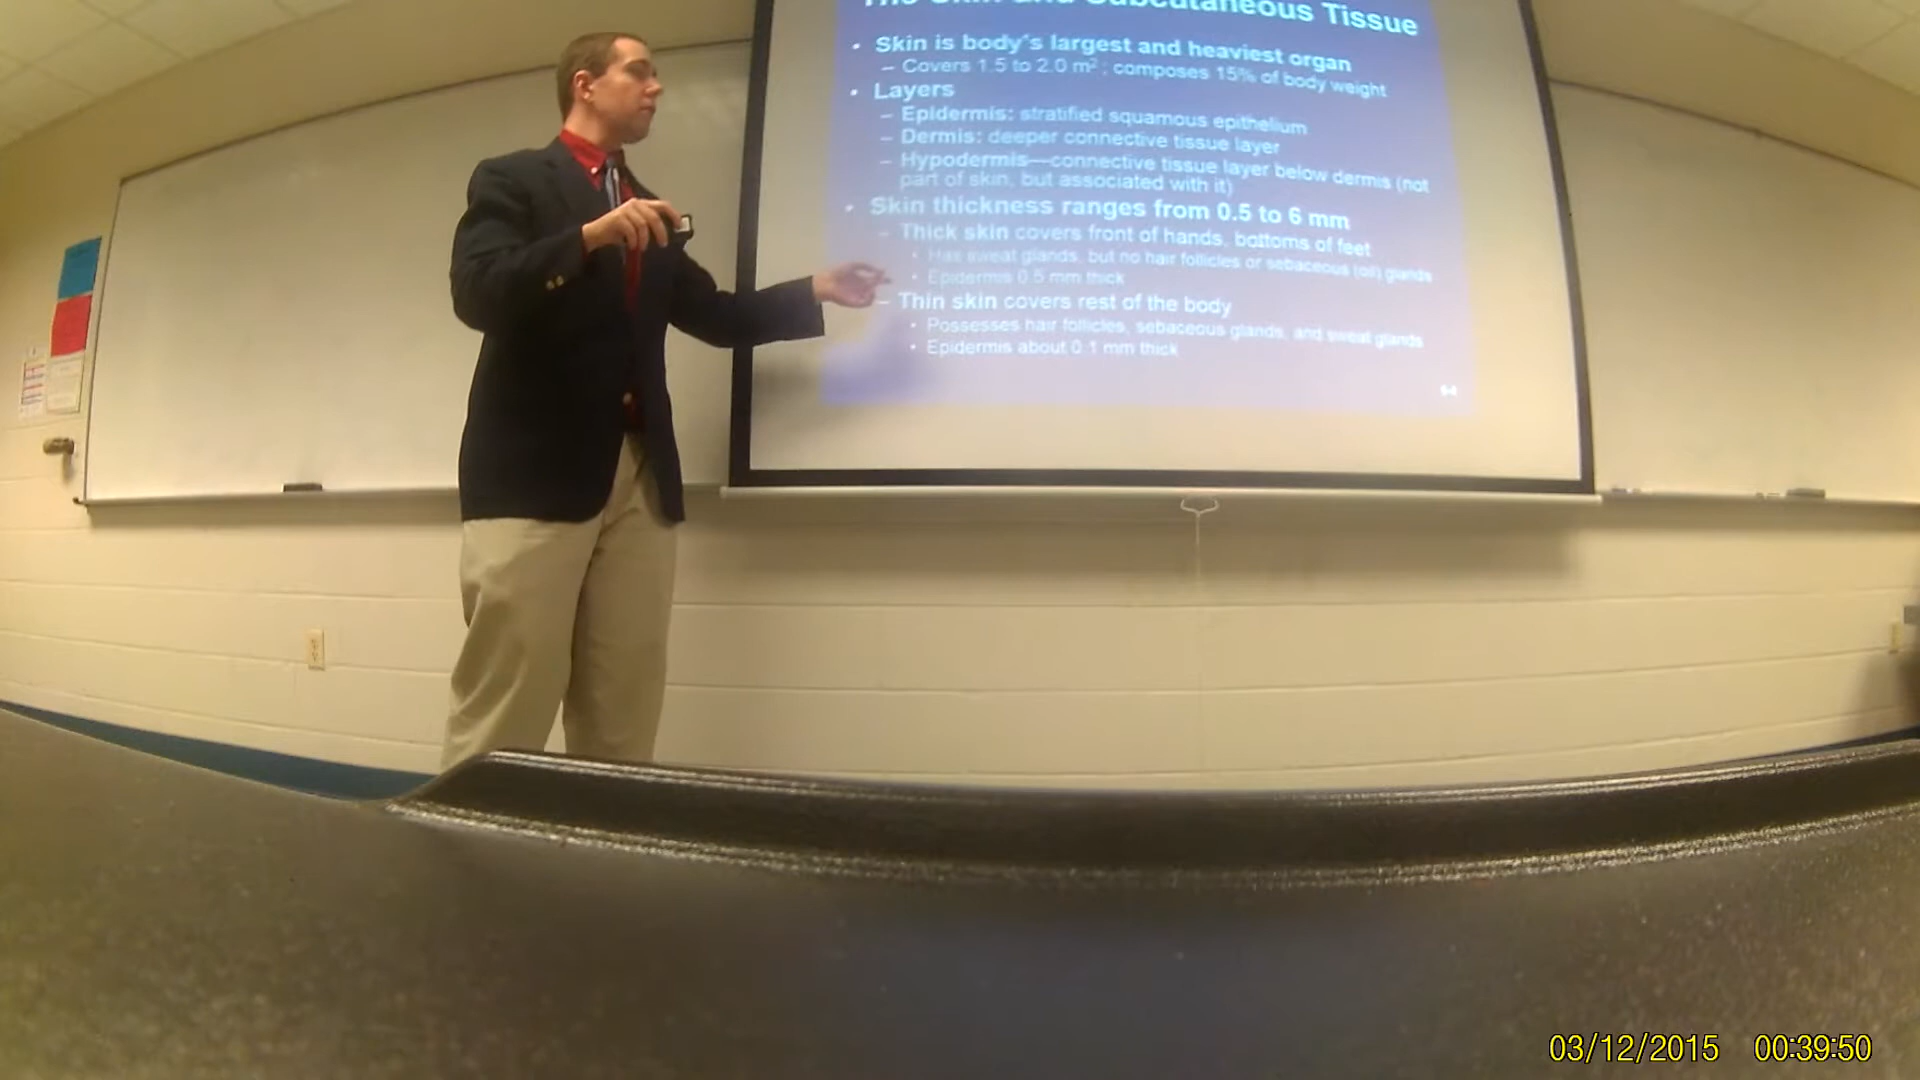 The Skin and Subcutaneous Tissue
• Skin is body's largest and heaviest organ
– Covers 1.5 to 2.0 m² ; composes 15% of body weight
• Layers
– Epidermis: stratified squamous epithelium
– Dermis: deeper connective tissue layer
– Hypodermis—connective tissue layer below dermis (not
part of skin, but associated with it)
• Skin thickness ranges from 0.5 to 6 mm
– Thick skin covers front of hands, bottoms of feet
• Has sweat glands, but no hair follicles or sebaceous (oil) glands
• Epidermis 0.5 mm thick
– Thin skin covers rest of the body
• Possesses hair follicles, sebaceous glands, and sweat glands
• Epidermis about 0.1 mm thick
03/12/2015 00:39:50